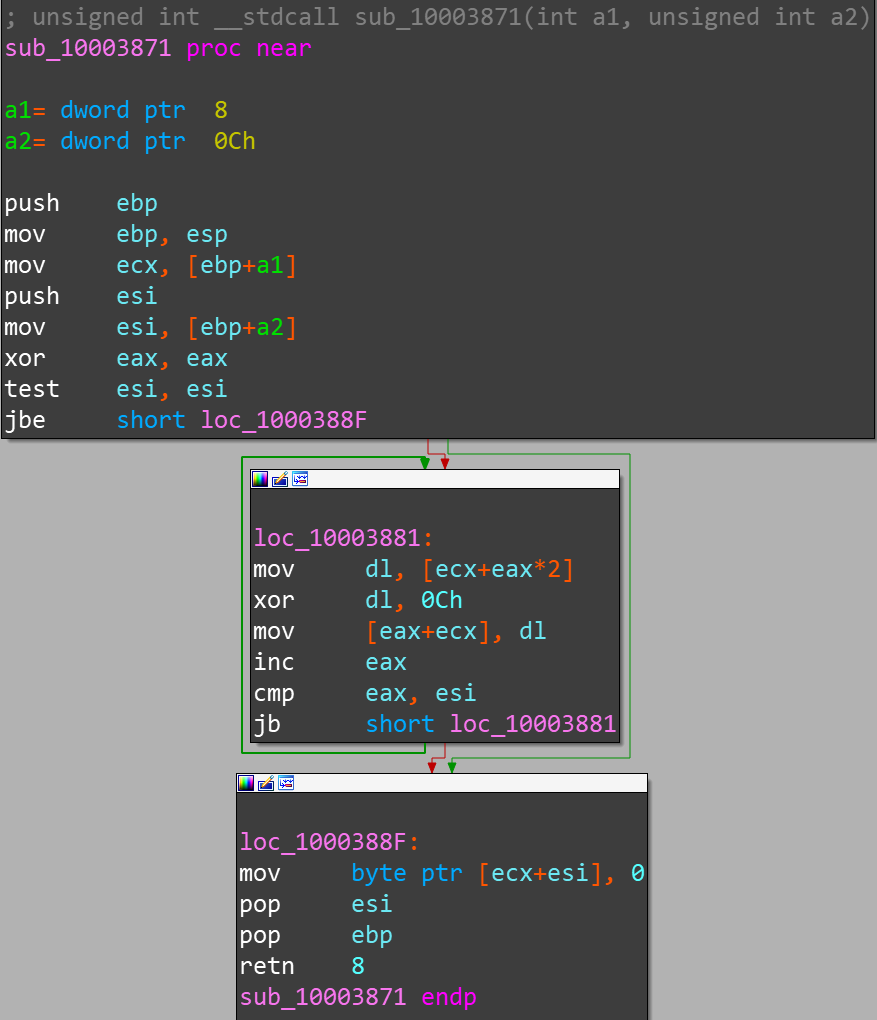 ; unsigned int __stdcall sub_10003871(int a1, unsigned int a2)
sub_10003871 proc near
a1= dword ptr  8
a2= dword ptr  0Ch
push    ebp
mov     ebp, esp
mov     ecx, [ebp+a1]
push    esi
mov     esi, [ebp+a2]
xor     eax, eax
test    esi, esi
jbe     short loc_1000388F
loc_10003881:
mov     dl, [ecx+eax*2]
xor     dl, 0Ch
mov     [eax+ecx], dl
inc     eax
cmp     eax, esi
jb      short loc_10003881
loc_1000388F:
mov     byte ptr [ecx+esi], 0
pop     esi
pop     ebp
retn    8
sub_10003871 endp